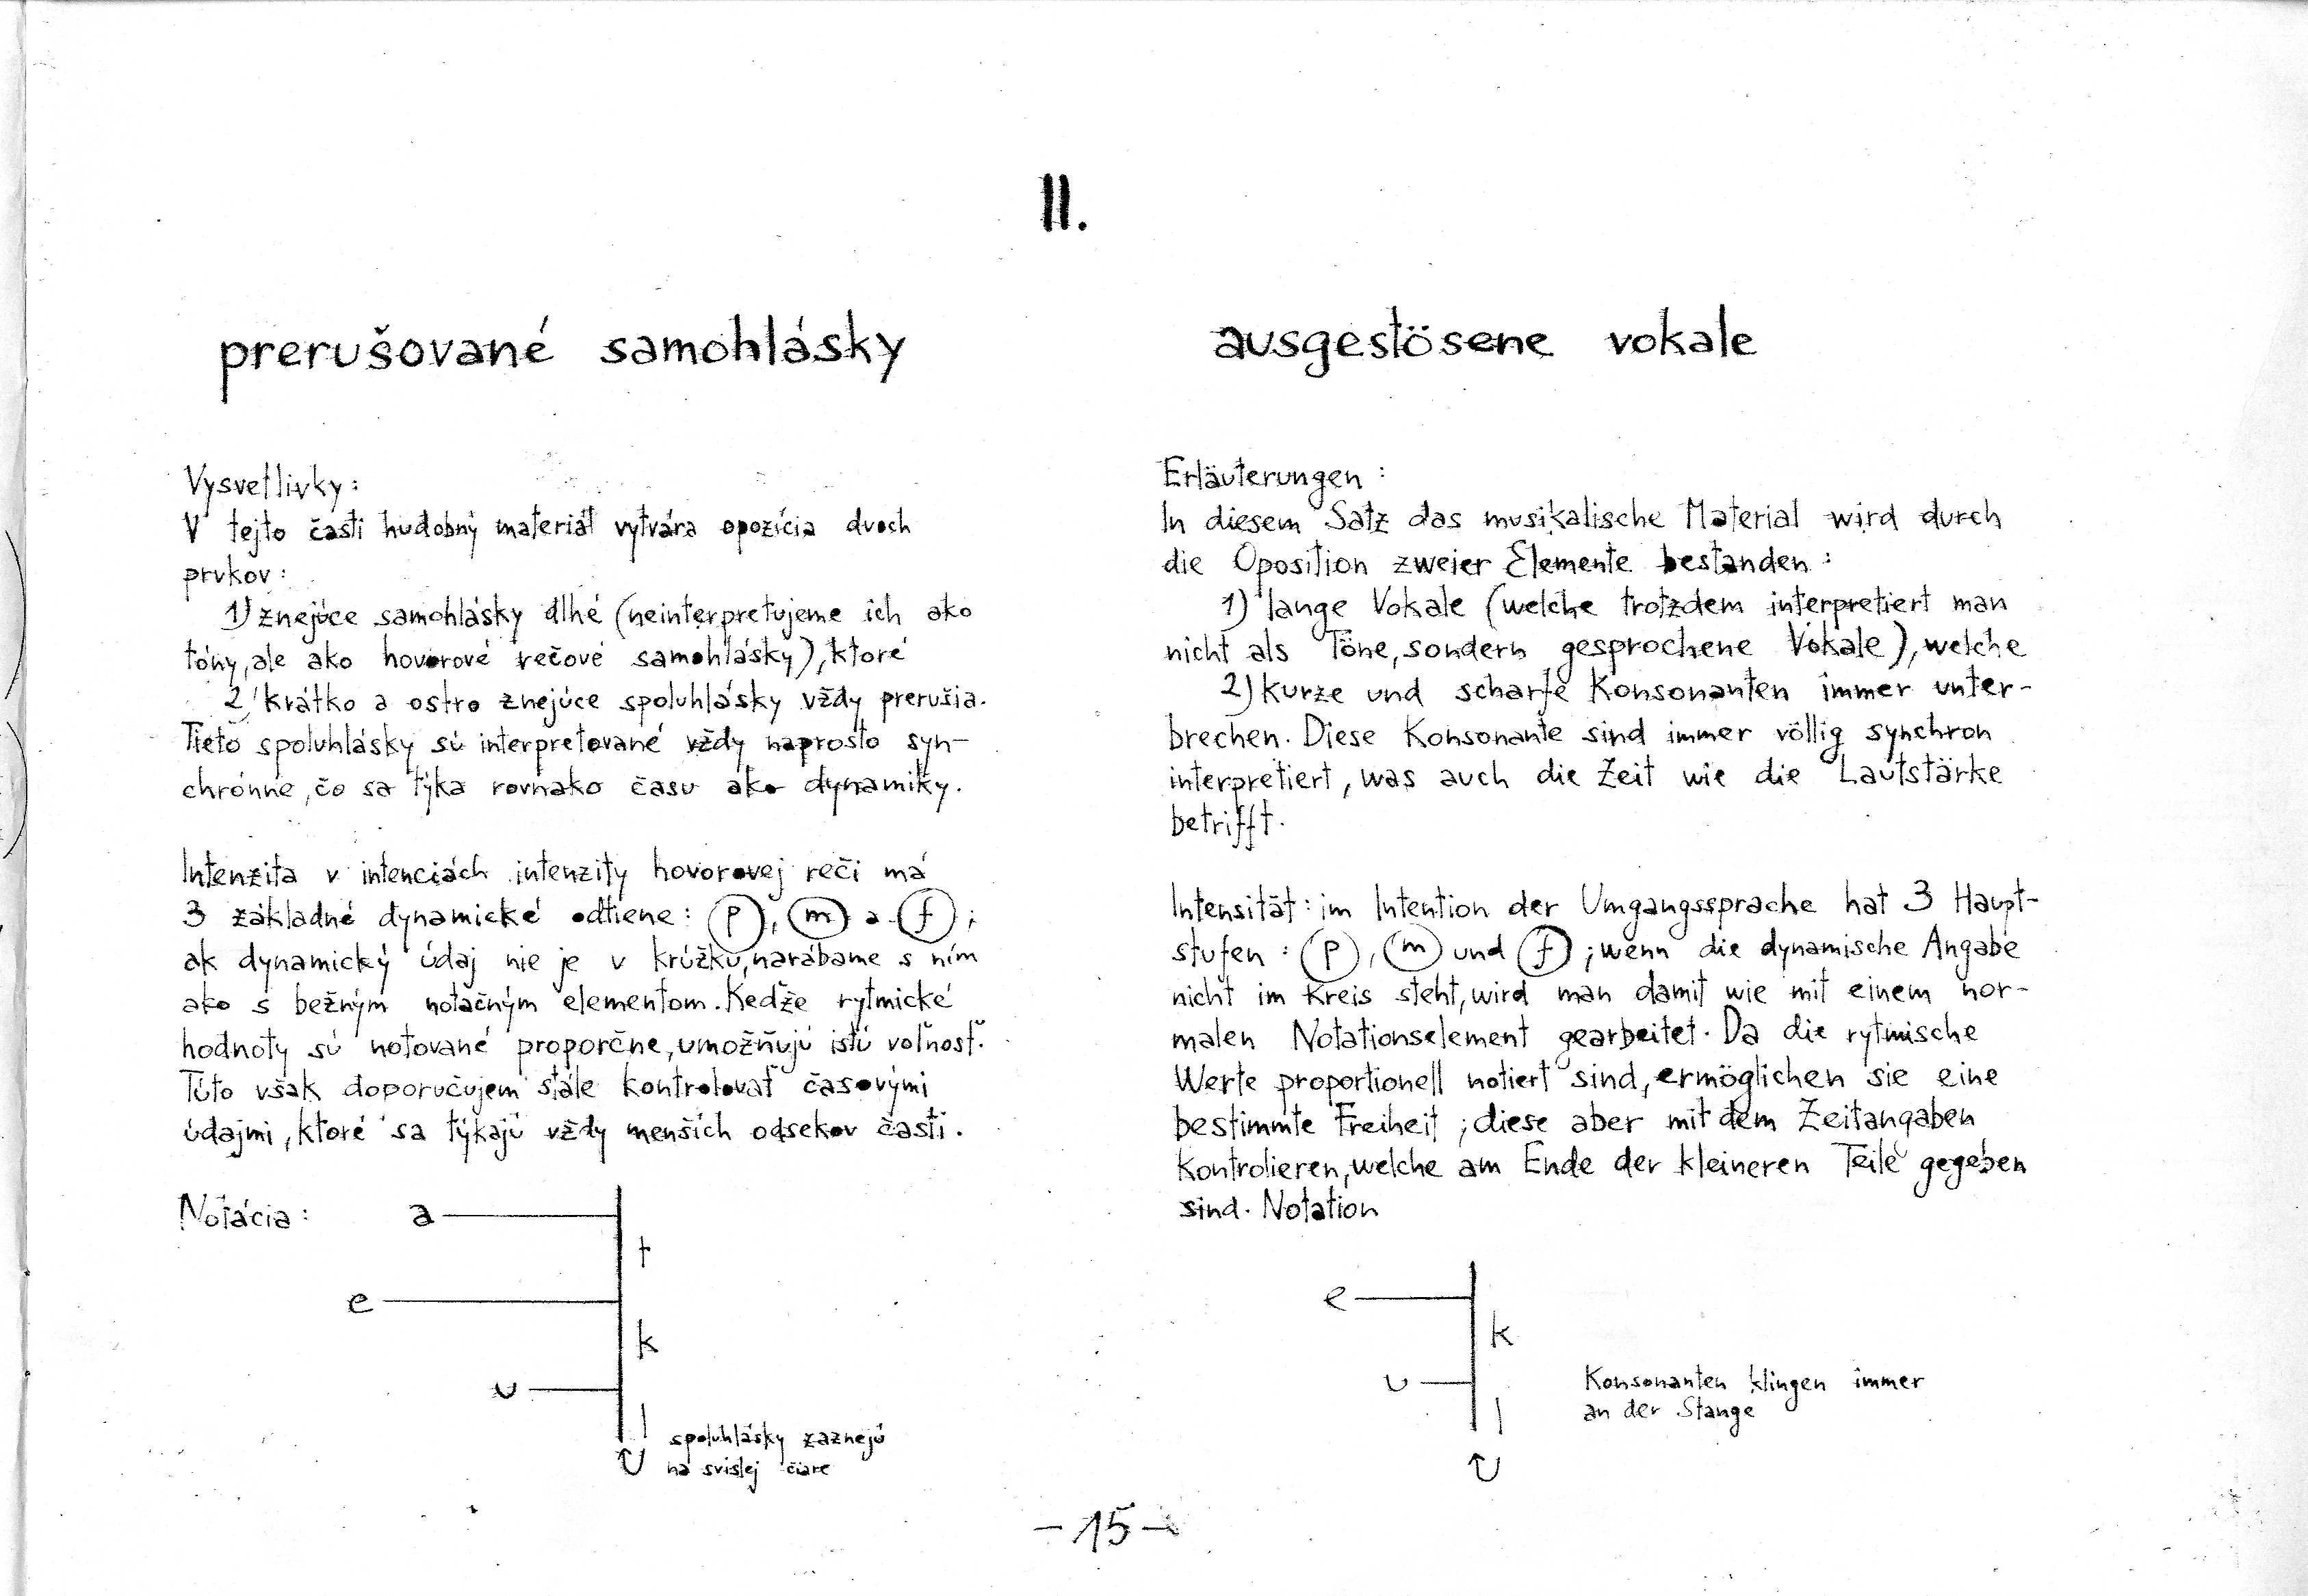 II.
prerušované samohlásky
Vysvetlivky:
V tejto časti hudobný materiál vytvára opozícia dvoch
prvkov:
1) znejúce samohlásky dlhé (neinterpretujeme ich ako
tóny, ale ako hovorové rečové samohlásky), ktoré
2) krátko a ostro znejúce spoluhlásky vždy prerušia.
Tieto spoluhlásky sú interpretované vždy naprosto syn-
chrónne, čo sa týka rovnako času ako dynamiky.
Intenzita v intenciách intenzity hovorovej reči má
3 základné dynamické odtiene: p, m a f;
ak dynamický údaj nie je v krúžku, narábame s ním
ako s bežným notačným elementom. Keďže rytmické
hodnoty sú notované proporčne, umožňujú istú voľnosť.
Túto však doporučujem stále kontrolovať časovými
údajmi, ktoré sa týkajú vždy menších odsekov časti.
Notácia:
a
t
e
k
u
spoluhlásky zaznejú
na svislej čiare
ausgestösene vokale
Erläuterungen:
In diesem Satz das musikalische Material wird durch
die Oposition zweier Elemente bestanden:
1) lange Vokale (welche trotzdem interpretiert man
nicht als Töne, sondern gesprochene Vokale), welche
2) kurze und scharfe Konsonanten immer unter-
brechen. Diese Konsonante sind immer völlig synchron
interpretiert, was auch die Zeit wie die Lautstärke
betrifft.
Intensität: im Intention der Umgangssprache hat 3 Haupt-
stufen: p, m und f; wenn die dynamische Angabe
nicht im Kreis steht, wird man damit wie mit einem nor-
malen Notationselement gearbeitet. Da die rytmische
Werte proportionell notiert sind, ermöglichen sie eine
bestimmte Freiheit; diese aber mit dem Zeitangaben
Kontrolieren, welche am Ende der kleineren Teile gegeben
sind. Notation
e
k
u
Konsonanten klingen immer
an der Stange
-15-